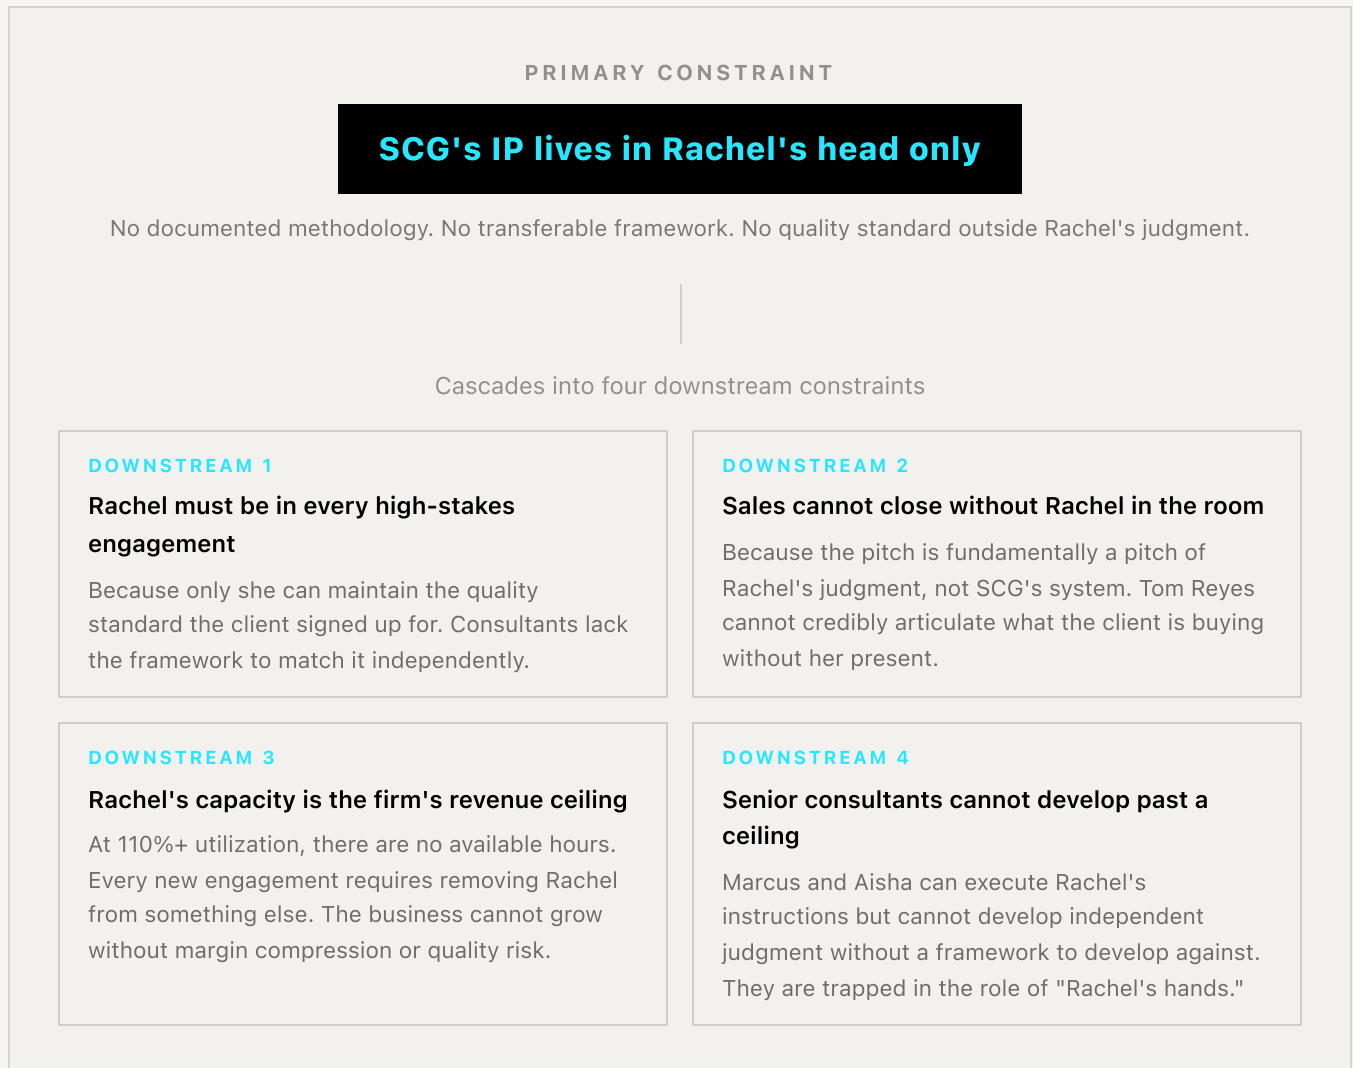 PRIMARY CONSTRAINT
SCG's IP lives in Rachel's head only
No documented methodology. No transferable framework. No quality standard outside Rachel's judgment.
Cascades into four downstream constraints
DOWNSTREAM 1
Rachel must be in every high-stakes
engagement
Because only she can maintain the quality
standard the client signed up for. Consultants lack
the framework to match it independently.
DOWNSTREAM 2
Sales cannot close without Rachel in the room
Because the pitch is fundamentally a pitch of
Rachel's judgment, not SCG's system. Tom Reyes
cannot credibly articulate what the client is buying
without her present.
DOWNSTREAM 3
Rachel's capacity is the firm's revenue ceiling
At 110%+ utilization, there are no available hours.
Every new engagement requires removing Rachel
from something else. The business cannot grow
without margin compression or quality risk.
DOWNSTREAM 4
Senior consultants cannot develop past a
ceiling
Marcus and Aisha can execute Rachel's
instructions but cannot develop independent
judgment without a framework to develop against.
They are trapped in the role of "Rachel's hands."